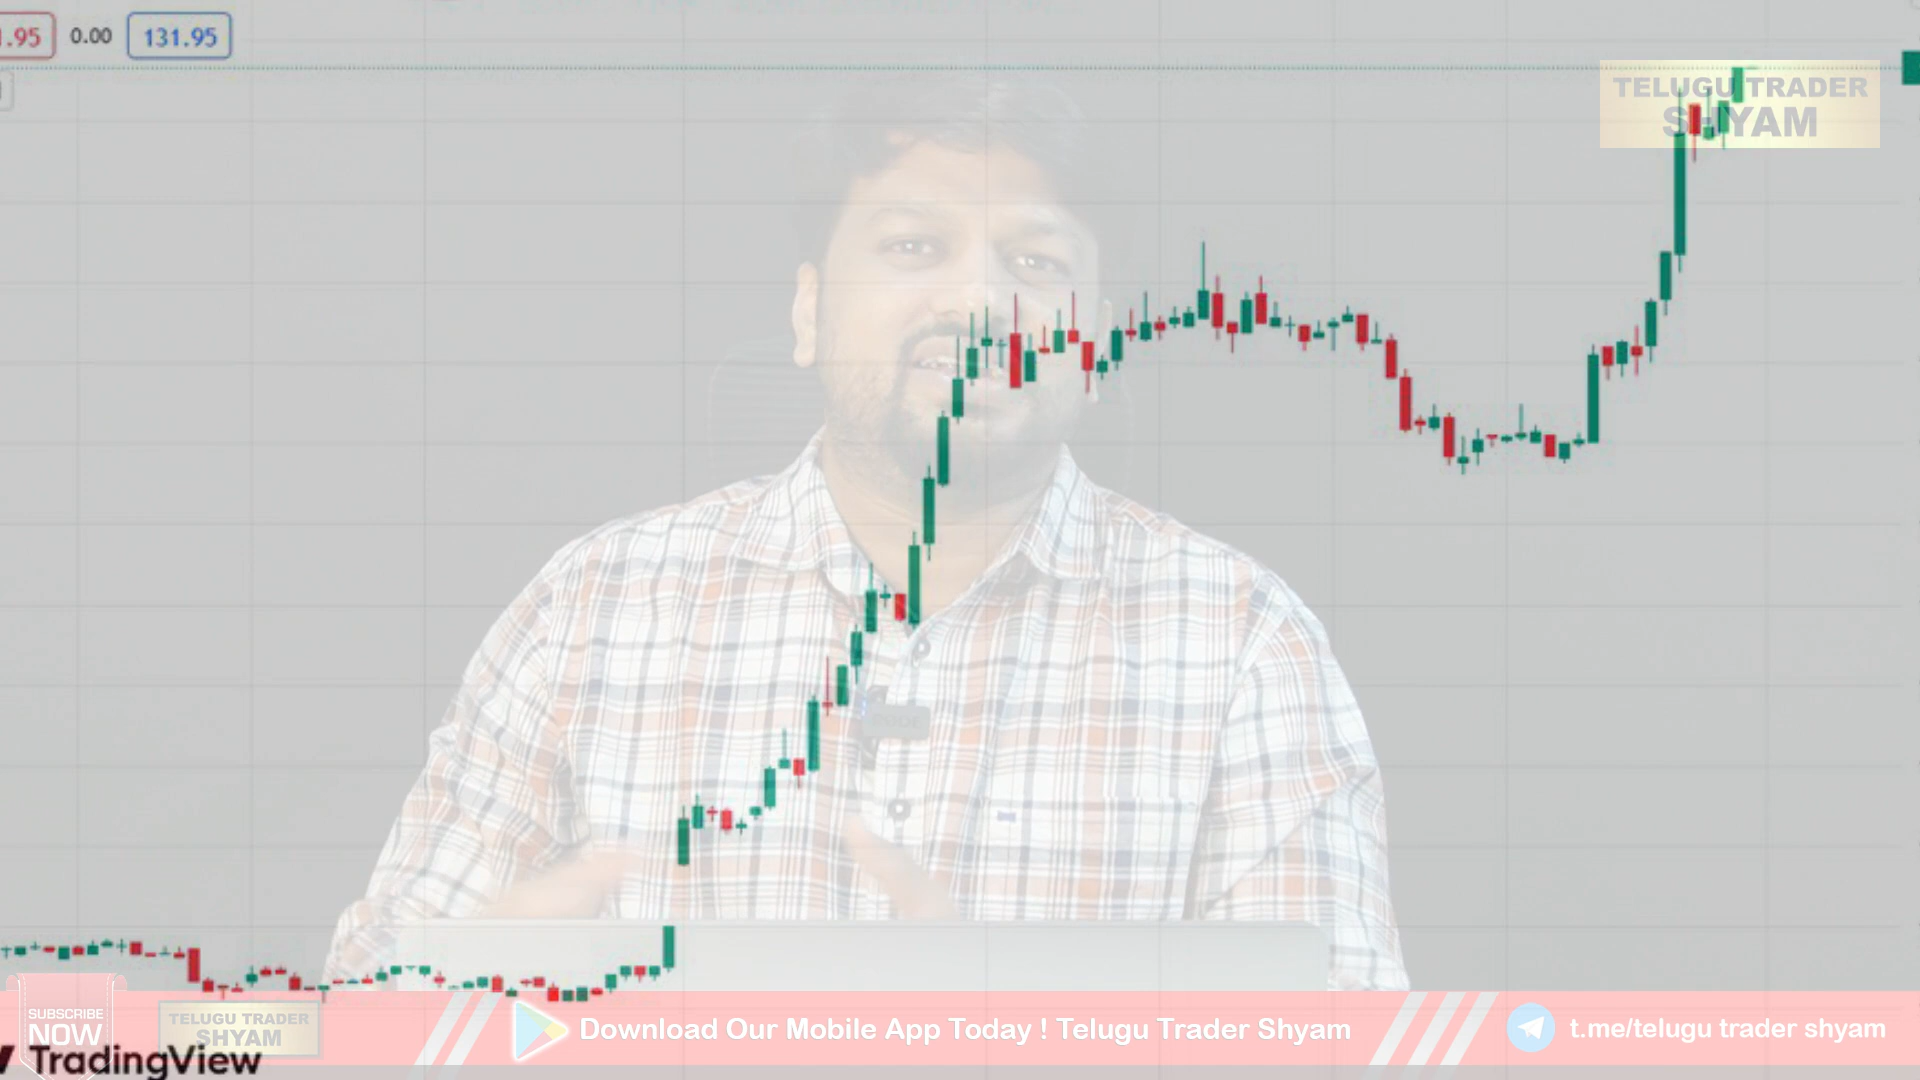 .95
0.00
131.95
TELUGU TRADER
SHYAM
SUBSCRIBE
NOW
TELUGU TRADER
SHYAM
Download Our Mobile App Today ! Telugu Trader Shyam
t.me/telugu trader shyam
TradingView